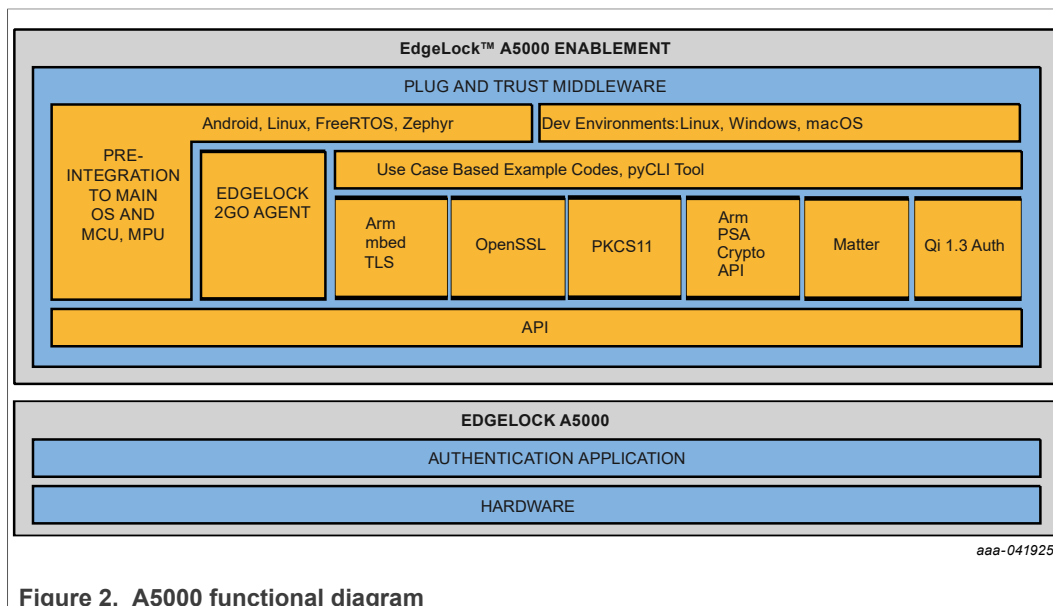 EdgeLock™ A5000 ENABLEMENT
PLUG AND TRUST MIDDLEWARE
Android, Linux, FreeRTOS, Zephyr
Dev Environments:Linux, Windows, macOS
PRE-
INTEGRATION
TO MAIN
OS AND
MCU, MPU
EDGELOCK
2GO AGENT
Use Case Based Example Codes, pyCLI Tool
Arm
mbed
TLS
OpenSSL
PKCS11
Arm
PSA
Crypto
API
Matter
Qi 1.3 Auth
API
EDGELOCK A5000
AUTHENTICATION APPLICATION
HARDWARE
aaa-041925
Figure 2. A5000 functional diagram